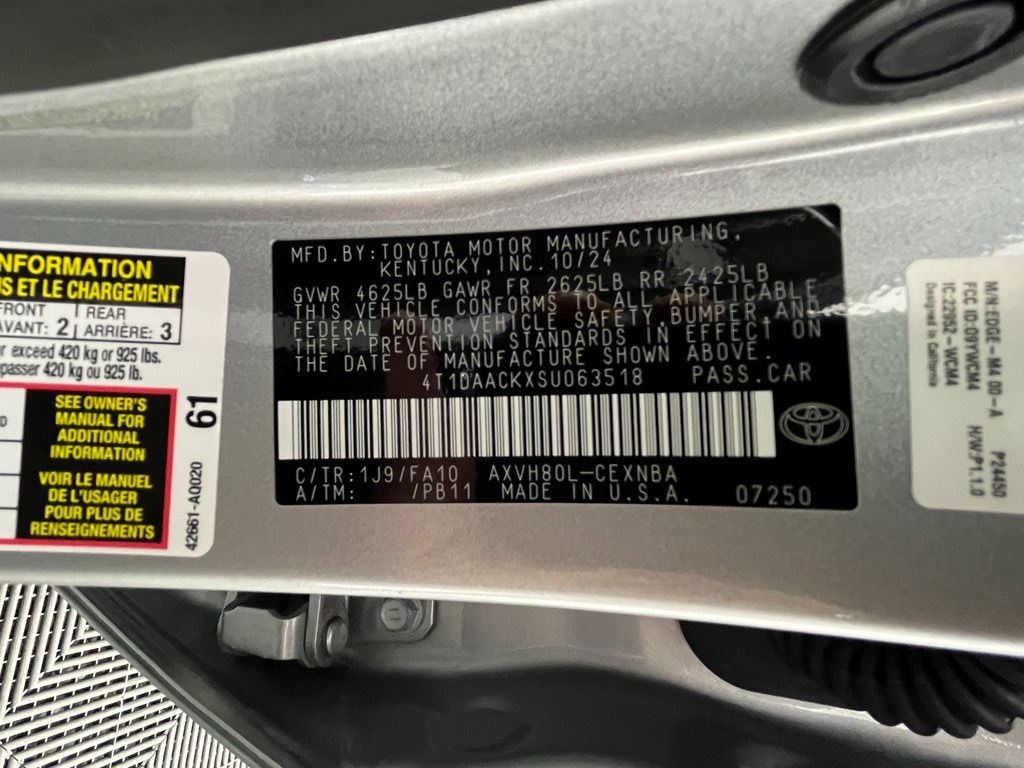 NFORMATION
US ET LE CHARGEMENT
FRONT
AVANT: 2
REAR
ARRIÈRE: 3
exceed 420 kg or 925 lbs.
passer 420 kg ou 925 lb.
SEE OWNER'S
MANUAL FOR
ADDITIONAL
INFORMATION
VOIR LE MANUEL
DE L'USAGER
POUR PLUS DE
RENSEIGNEMENTS
61
42661-A0020
MFD.BY:TOYOTA MOTOR MANUFACTURING,
KENTUCKY,INC.10/24
GVWR 4625LB GAWR FR 2625LB RR 2425LB
THIS VEHICLE CONFORMS TO ALL APPLICABLE
FEDERAL MOTOR VEHICLE SAFETY BUMPER AND
THEFT PREVENTION STANDARDS IN EFFECT ON
THE DATE OF MANUFACTURE SHOWN ABOVE.
4T1DAACKXSU063518 PASS.CAR
C/TR:1J9/FA10 AXVH80L-CEXNBA
A/TM: /PB11 MADE IN U.S.A. 07250
M/N:EDGE-M4 00-A P24450
FCC ID:O9YWCM4 H/W:P1.1.0
IC:22952-WCM4
Designed in California